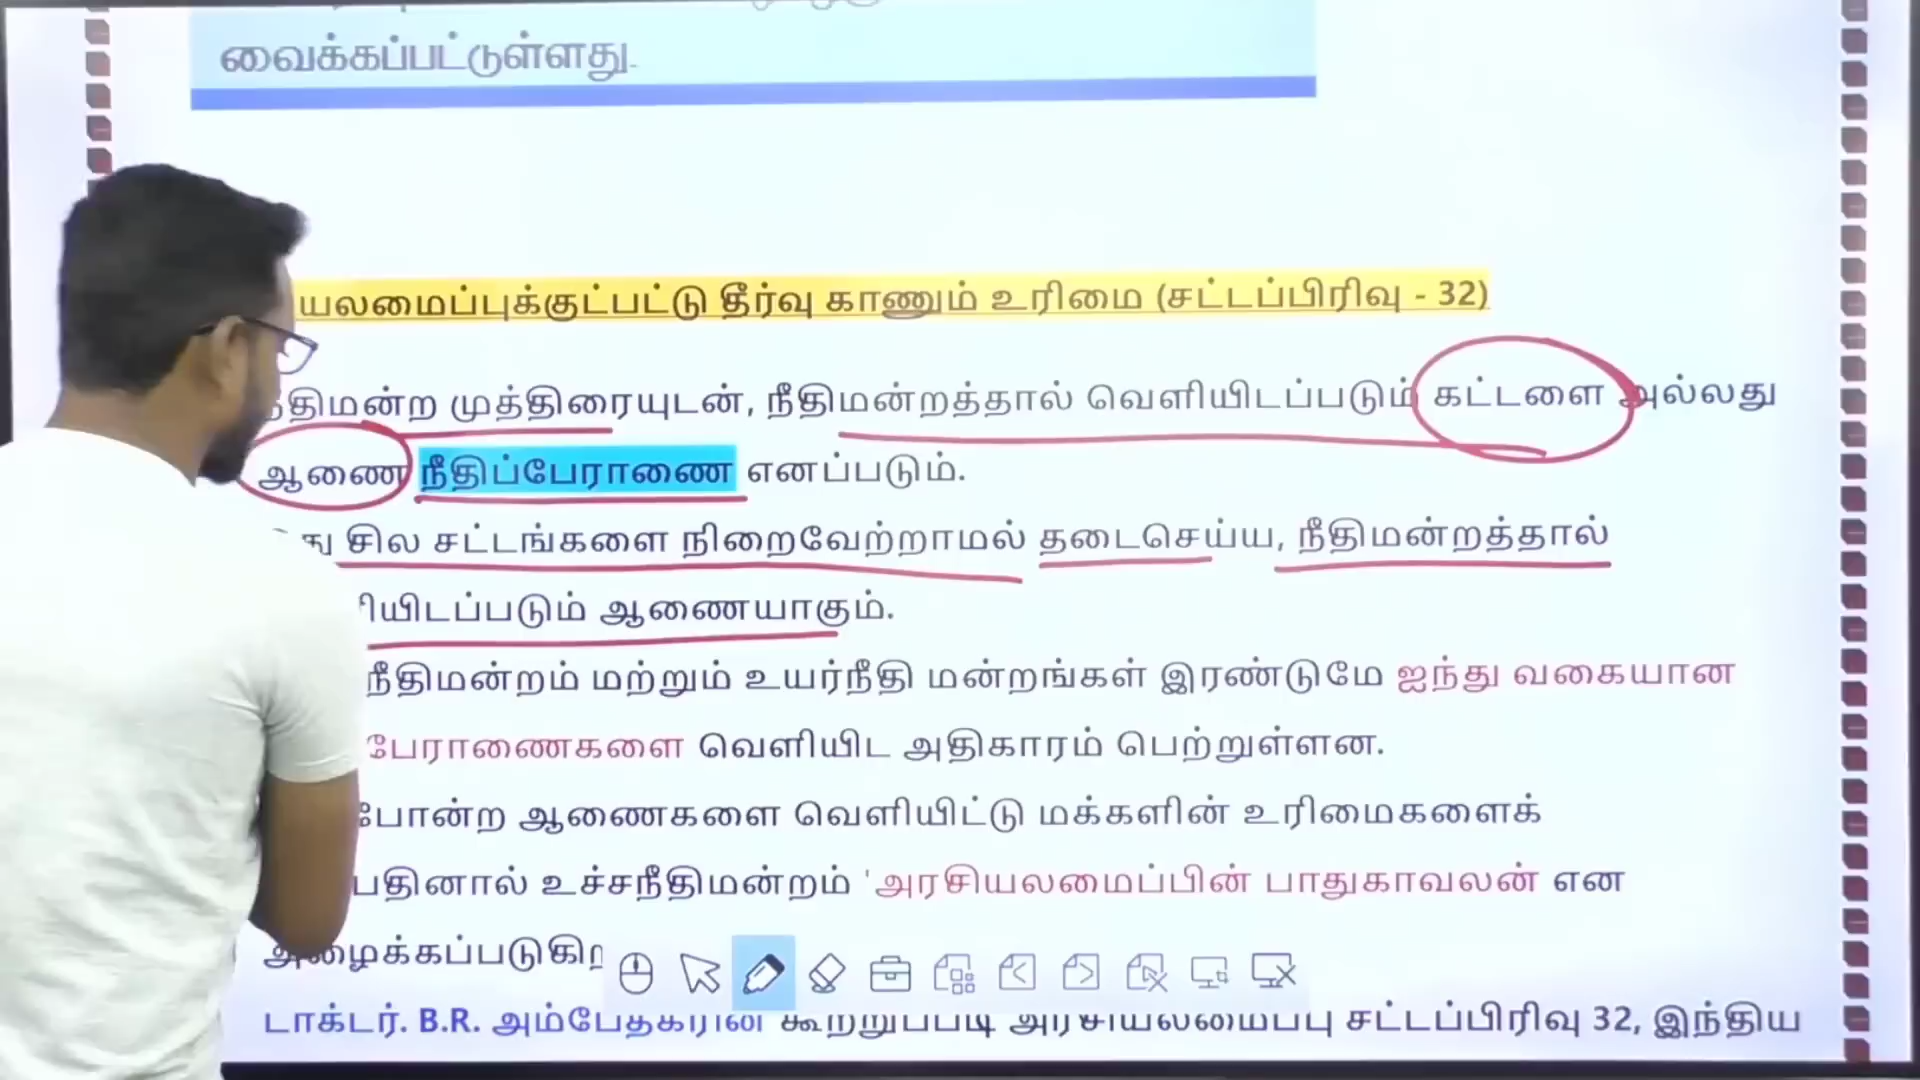 வைக்கப்பட்டுள்ளது.
யலமைப்புக்குட்பட்டு தீர்வு காணும் உரிமை (சட்டப்பிரிவு - 32)
நீதிமன்ற முத்திரையுடன், நீதிமன்றத்தால் வெளியிடப்படும் கட்டளை அல்லது
ஆணை நீதிப்பேராணை எனப்படும்.
து சில சட்டங்களை நிறைவேற்றாமல் தடைசெய்ய, நீதிமன்றத்தால்
ியிடப்படும் ஆணையாகும்.
நீதிமன்றம் மற்றும் உயர்நீதி மன்றங்கள் இரண்டுமே ஐந்து வகையான
பேராணைகளை வெளியிட அதிகாரம் பெற்றுள்ளன.
போன்ற ஆணைகளை வெளியிட்டு மக்களின் உரிமைகளைக்
பதினால் உச்சநீதிமன்றம் 'அரசியலமைப்பின் பாதுகாவலன் என
அழைக்கப்படுகிற
டாக்டர். B.R. அம்பேத்கரின் கூற்றுப்படி அரசியலமைப்பு சட்டப்பிரிவு 32, இந்திய